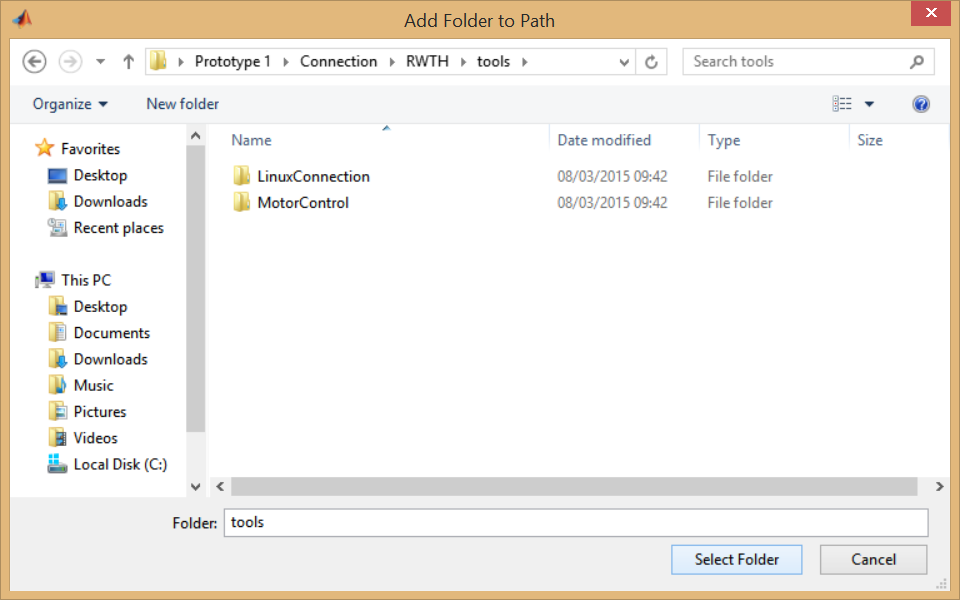 Add Folder to Path
Prototype 1 Connection RWTH tools Search tools
Organize New folder
Name Date modified Type Size
Favorites
Desktop
Downloads
Recent places
This PC
Desktop
Documents
Downloads
Music
Pictures
Videos
Local Disk (C:)
LinuxConnection 08/03/2015 09:42 File folder
MotorControl 08/03/2015 09:42 File folder
Folder: tools
Select Folder Cancel